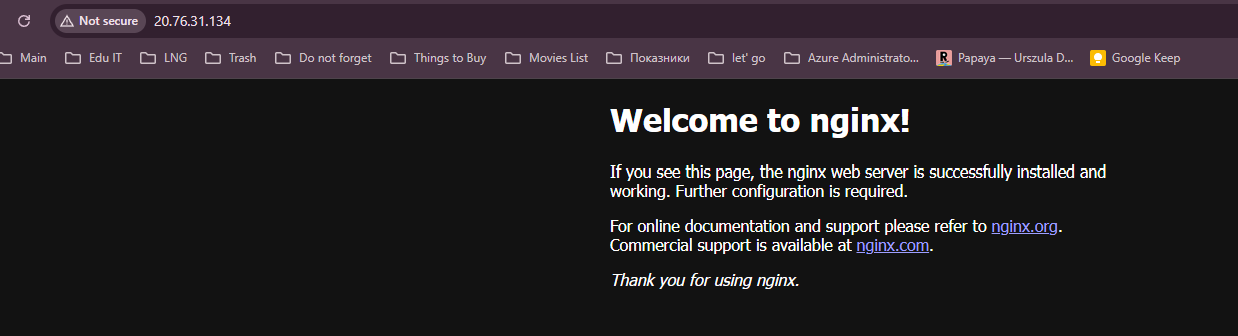 Not secure 20.76.31.134
Main Edu IT LNG Trash Do not forget Things to Buy Movies List Показники let' go Azure Administrato... Papaya — Urszula D... Google Keep
Welcome to nginx!
If you see this page, the nginx web server is successfully installed and
working. Further configuration is required.
For online documentation and support please refer to nginx.org.
Commercial support is available at nginx.com.
Thank you for using nginx.